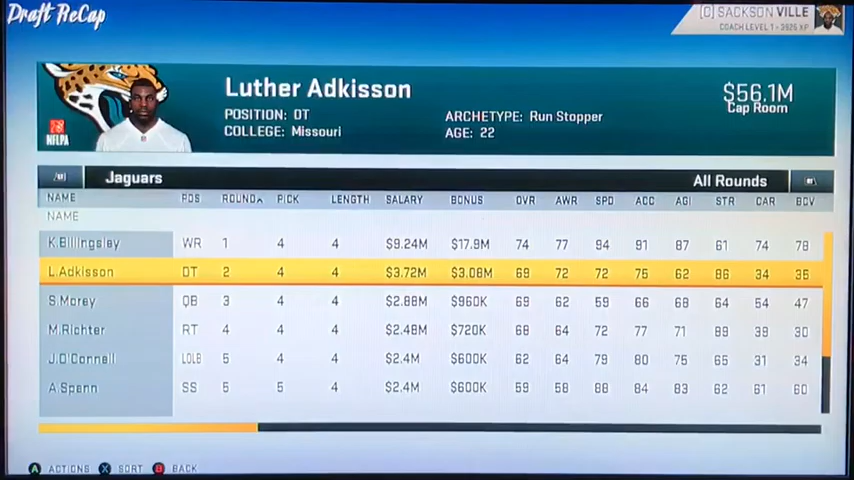 Draft ReCap
[C] SACKSON VILLE
COACH LEVEL 1 - 3925 XP
Luther Adkisson
POSITION: DT
COLLEGE: Missouri
ARCHETYPE: Run Stopper
AGE: 22
$56.1M
Cap Room
NFLPA
Jaguars
All Rounds
NAME POS ROUND PICK LENGTH SALARY BONUS OVR AWR SPD ACC AGI STR CAR BCV
NAME
K.Billingsley WR 1 4 4 $9.24M $17.9M 74 77 94 91 87 61 74 78
L.Adkisson DT 2 4 4 $3.72M $3.08M 69 72 72 75 62 86 34 35
S.Morey QB 3 4 4 $2.88M $960K 69 62 59 66 68 64 54 47
M.Richter RT 4 4 4 $2.48M $720K 68 64 72 77 71 89 39 30
J.O'Connell LOLB 5 4 4 $2.4M $600K 62 64 79 80 75 65 31 34
A.Spann SS 5 5 4 $2.4M $600K 59 58 88 84 83 62 61 60
A ACTIONS X SORT B BACK